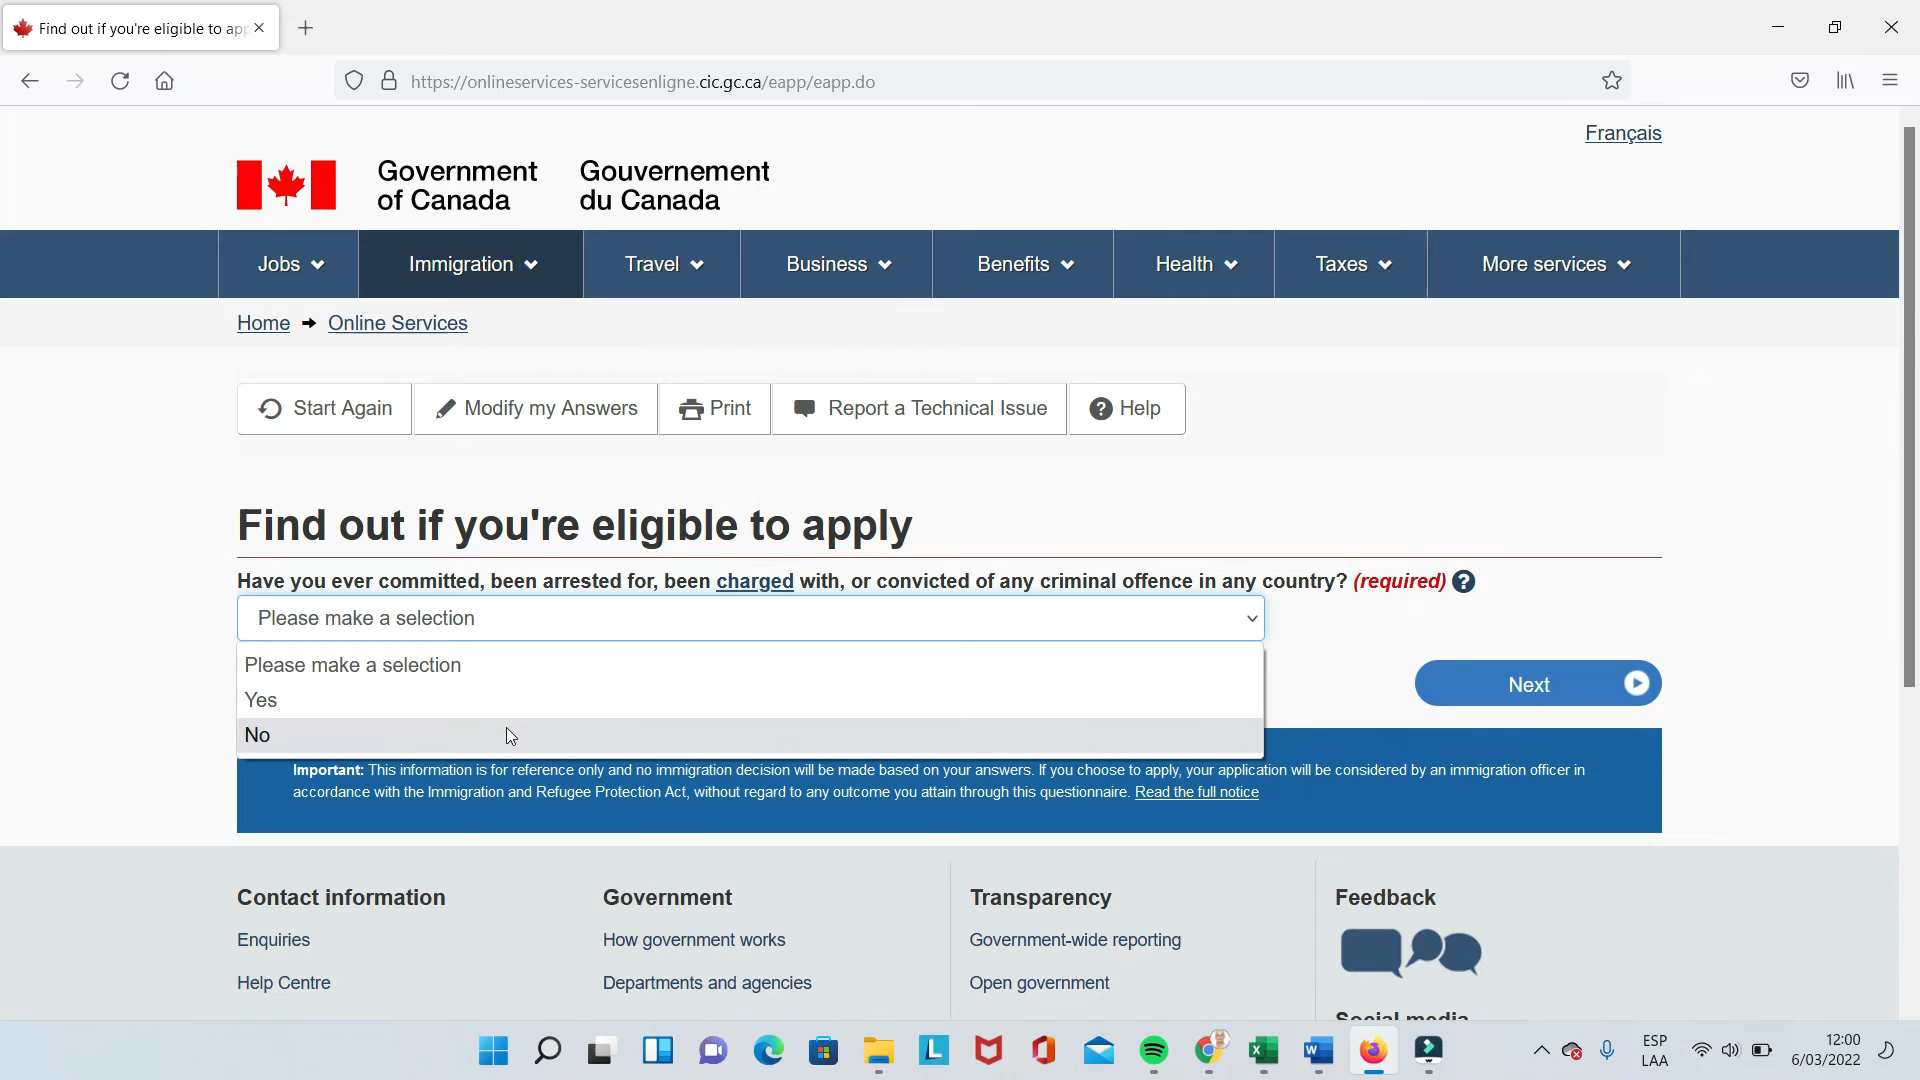 Find out if you're eligible to app
https://onlineservices-servicesenligne.cic.gc.ca/eapp/eapp.do
Français
Government of Canada
Gouvernement du Canada
Jobs Immigration Travel Business Benefits Health Taxes More services
Home Online Services
Start Again Modify my Answers Print Report a Technical Issue ? Help
Find out if you're eligible to apply
Have you ever committed, been arrested for, been charged with, or convicted of any criminal offence in any country? (required) ?
Please make a selection
Please make a selection
Yes
Next
No
Important: This information is for reference only and no immigration decision will be made based on your answers. If you choose to apply, your application will be considered by an immigration officer in
accordance with the Immigration and Refugee Protection Act, without regard to any outcome you attain through this questionnaire. Read the full notice
Contact information
Enquiries
Help Centre
Government
How government works
Departments and agencies
Transparency
Government-wide reporting
Open government
Feedback
Social media
L
X
W
ESP
LAA
12:00
6/03/2022